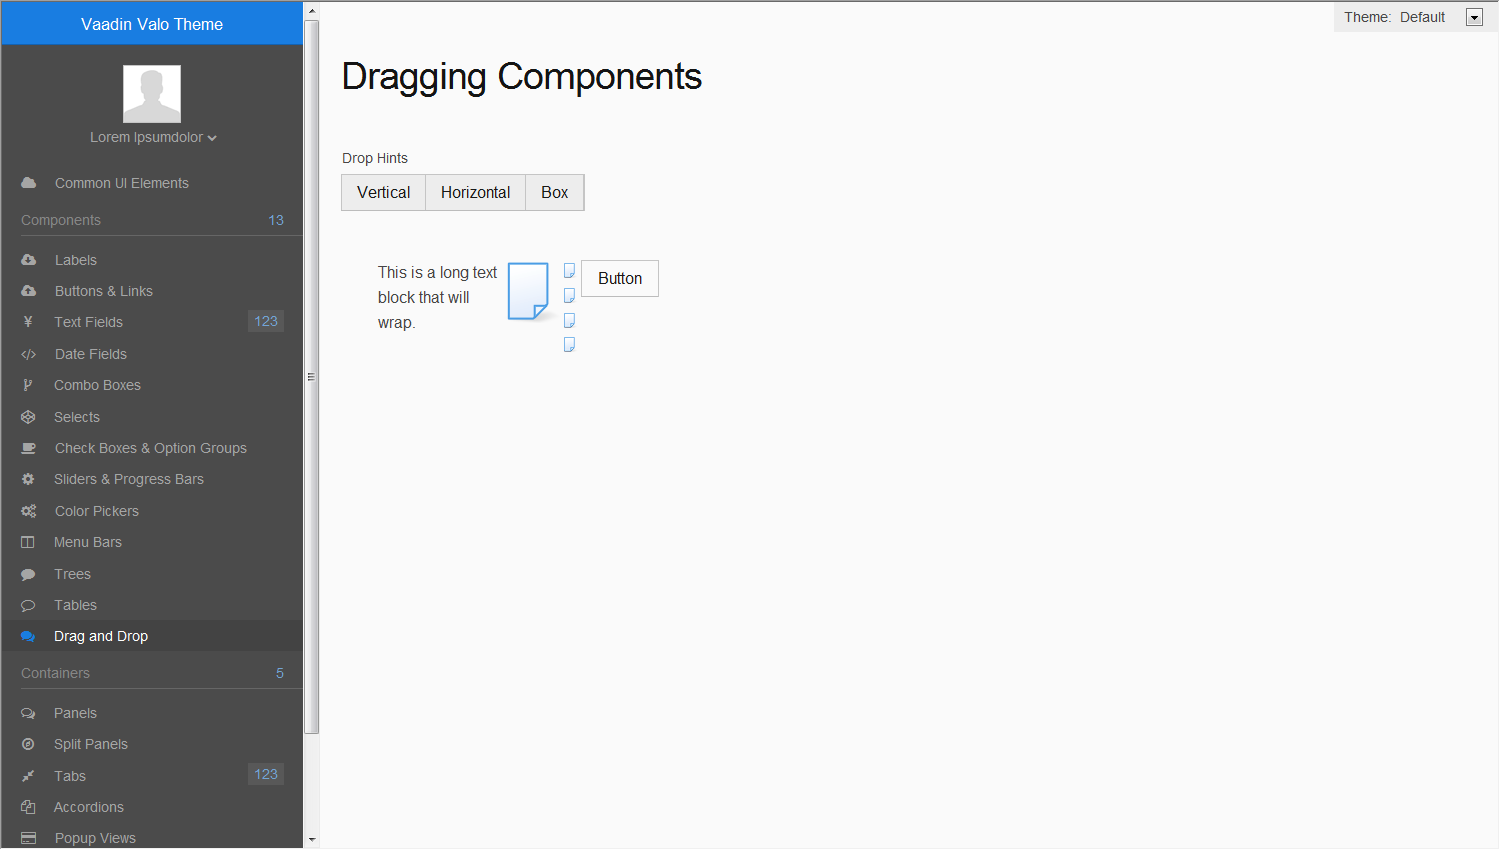 Vaadin Valo Theme
Lorem Ipsumdolor
Common UI Elements
Components 13
Labels
Buttons & Links
Text Fields 123
Date Fields
Combo Boxes
Selects
Check Boxes & Option Groups
Sliders & Progress Bars
Color Pickers
Menu Bars
Trees
Tables
Drag and Drop
Containers 5
Panels
Split Panels
Tabs 123
Accordions
Popup Views
Theme: Default
Dragging Components
Drop Hints
Vertical Horizontal Box
This is a long text
block that will
wrap.
Button